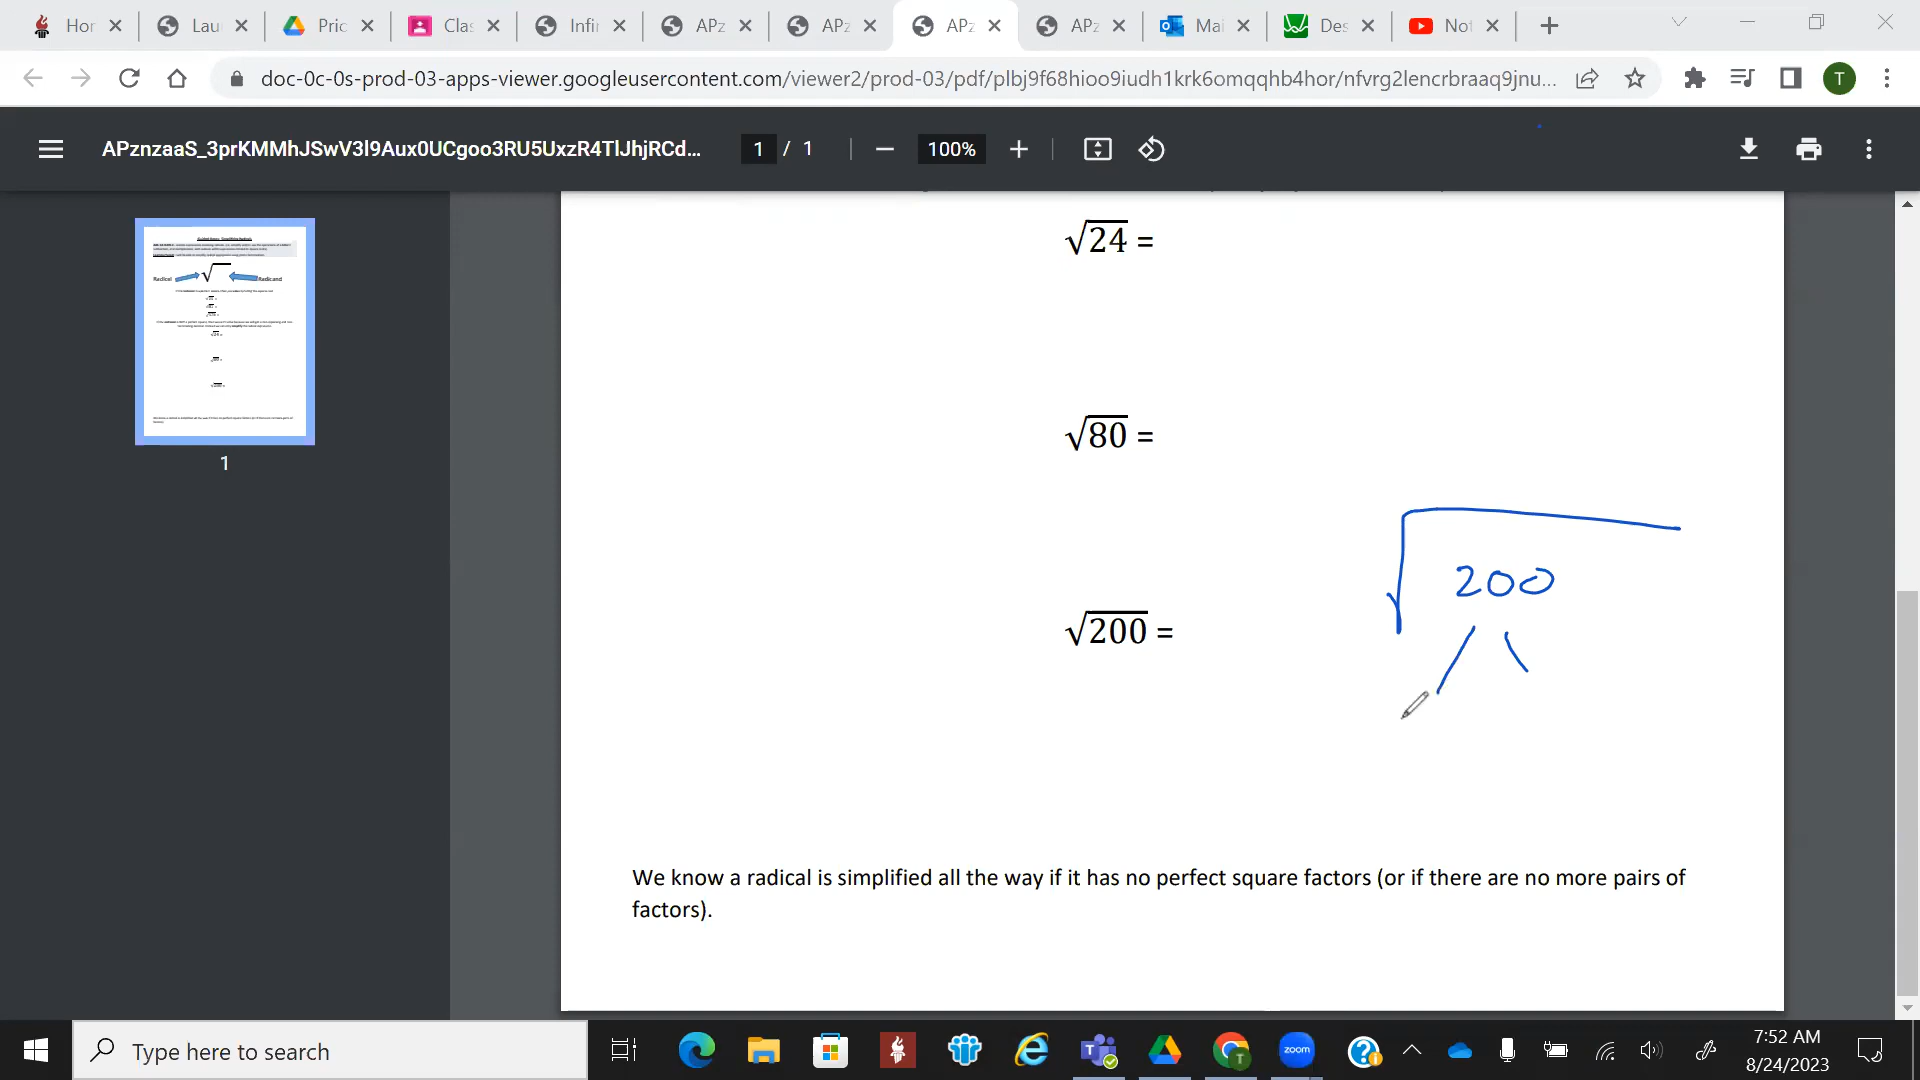 Hor
Lau
Pric
Clas
Infi
APz
APz
APz
APz
Mai
Des
Not
doc-0c-0s-prod-03-apps-viewer.googleusercontent.com/viewer2/prod-03/pdf/plbj9f68hioo9iudh1krk6omqqhb4hor/nfvrg2lencrbraaq9jnu...
T
APznzaaS_3prKMMhJSwV3l9Aux0UCgoo3RU5UxzR4TlJhjRCd...
1 / 1
100%
Radical
Radicand
1
√24 =
√80 =
√200 =
√200
We know a radical is simplified all the way if it has no perfect square factors (or if there are no more pairs of
factors).
Type here to search
zoom
7:52 AM
8/24/2023